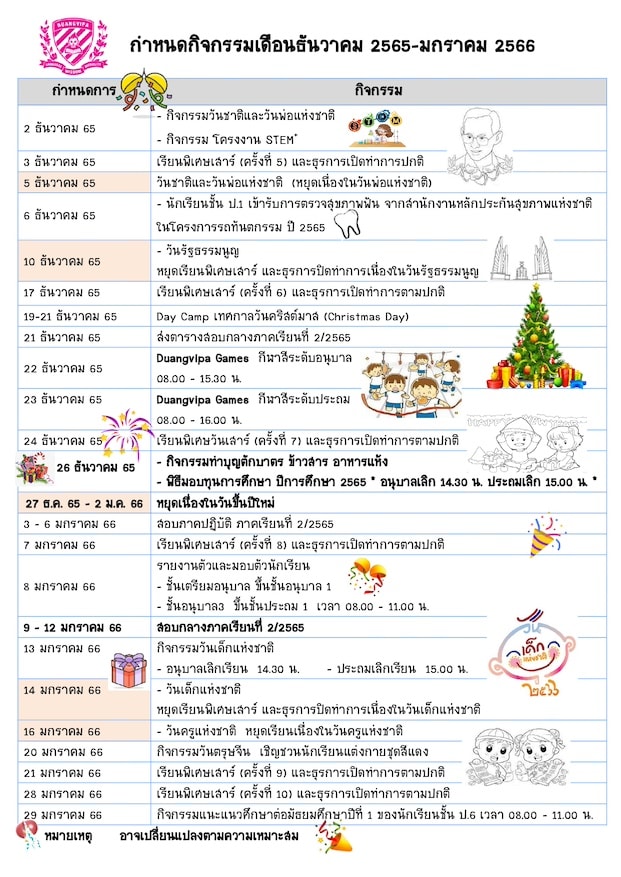 DUANGVIPA
กำหนดกิจกรรมเดือนธันวาคม 2565-มกราคม 2566
กำหนดการ กิจกรรม
2 ธันวาคม 65
- กิจกรรมวันชาติและวันพ่อแห่งชาติ
- กิจกรรม "โครงงาน STEM"
STEM
3 ธันวาคม 65 เรียนพิเศษเสาร์ (ครั้งที่ 5) และธุรการเปิดทำการปกติ
5 ธันวาคม 65 วันชาติและวันพ่อแห่งชาติ (หยุดเนื่องในวันพ่อแห่งชาติ)
6 ธันวาคม 65
- นักเรียนชั้น ป.1 เข้ารับการตรวจสุขภาพฟัน จากสำนักงานหลักประกันสุขภาพแห่งชาติ
ในโครงการรถทันตกรรม ปี 2565
10 ธันวาคม 65
- วันรัฐธรรมนูญ
หยุดเรียนพิเศษเสาร์ และธุรการปิดทำการเนื่องในวันรัฐธรรมนูญ
17 ธันวาคม 65 เรียนพิเศษเสาร์ (ครั้งที่ 6) และธุรการเปิดทำการตามปกติ
19-21 ธันวาคม 65 Day Camp เทศกาลวันคริสต์มาส (Christmas Day)
21 ธันวาคม 65 ส่งตารางสอบกลางภาคเรียนที่ 2/2565
22 ธันวาคม 65
Duangvipa Games กีฬาสีระดับอนุบาล
08.00 - 15.30 น.
23 ธันวาคม 65 Duangvipa Games กีฬาสีระดับประถม
08.00 - 16.00 น.
24 ธันวาคม 65 เรียนพิเศษวันเสาร์ (ครั้งที่ 7) และธุรการเปิดทำการตามปกติ
26 ธันวาคม 65
- กิจกรรมทำบุญตักบาตร ข้าวสาร อาหารแห้ง
- พิธีมอบทุนการศึกษา ปีการศึกษา 2565 * อนุบาลเลิก 14.30 น. ประถมเลิก 15.00 น. *
27 ธ.ค. 65 - 2 ม.ค. 66 หยุดเนื่องในวันขึ้นปีใหม่
3 - 6 มกราคม 66 สอบภาคปฏิบัติ ภาคเรียนที่ 2/2565
7 มกราคม 66 เรียนพิเศษเสาร์ (ครั้งที่ 8) และธุรการเปิดทำการตามปกติ
8 มกราคม 66
รายงานตัวและมอบตัวนักเรียน
- ชั้นเตรียมอนุบาล ขึ้นชั้นอนุบาล 1
- ชั้นอนุบาล3 ขึ้นชั้นประถม 1 เวลา 08.00 - 11.00 น.
9 - 12 มกราคม 66 สอบกลางภาคเรียนที่ 2/2565
13 มกราคม 66 กิจกรรมวันเด็กแห่งชาติ
- อนุบาลเลิกเรียน 14.30 น. - ประถมเลิกเรียน 15.00 น.
วัน
เด็ก
แห่งชาติ
๒๕๖๖
14 มกราคม 66 - วันเด็กแห่งชาติ
หยุดเรียนพิเศษเสาร์ และธุรการปิดทำการเนื่องในวันเด็กแห่งชาติ
16 มกราคม 66 - วันครูแห่งชาติ หยุดเรียนเนื่องในวันครูแห่งชาติ
20 มกราคม 66 กิจกรรมวันตรุษจีน เชิญชวนนักเรียนแต่งกายชุดสีแดง
21 มกราคม 66 เรียนพิเศษเสาร์ (ครั้งที่ 9) และธุรการเปิดทำการตามปกติ
28 มกราคม 66 เรียนพิเศษเสาร์ (ครั้งที่ 10) และธุรการเปิดทำการตามปกติ
29 มกราคม 66 กิจกรรมแนะแนวศึกษาต่อมัธยมศึกษาปีที่ 1 ของนักเรียนชั้น ป.6 เวลา 08.00 - 11.00 น.
หมายเหตุ อาจเปลี่ยนแปลงตามความเหมาะสม